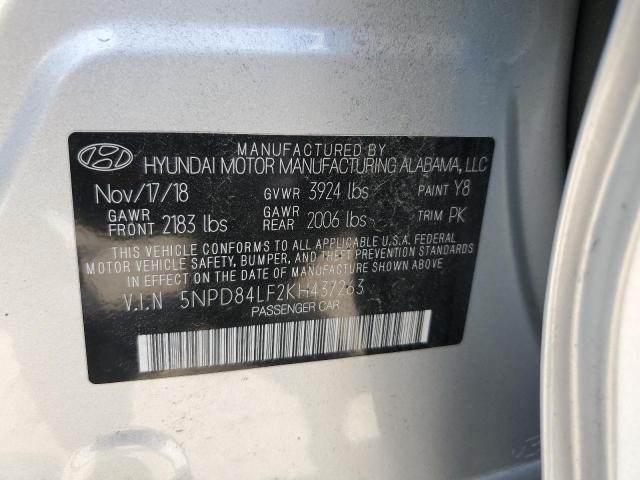 MANUFACTURED BY
HYUNDAI MOTOR MANUFACTURING ALABAMA, LLC
Nov/17/18 GVWR 3924 lbs PAINT Y8
GAWR FRONT 2183 lbs GAWR REAR 2006 lbs TRIM PK
THIS VEHICLE CONFORMS TO ALL APPLICABLE U.S.A. FEDERAL
MOTOR VEHICLE SAFETY, BUMPER, AND THEFT PREVENTION STANDARDS
IN EFFECT ON THE DATE OF MANUFACTURE SHOWN ABOVE.
V.I.N 5NPD84LF2KH437263
PASSENGER CAR